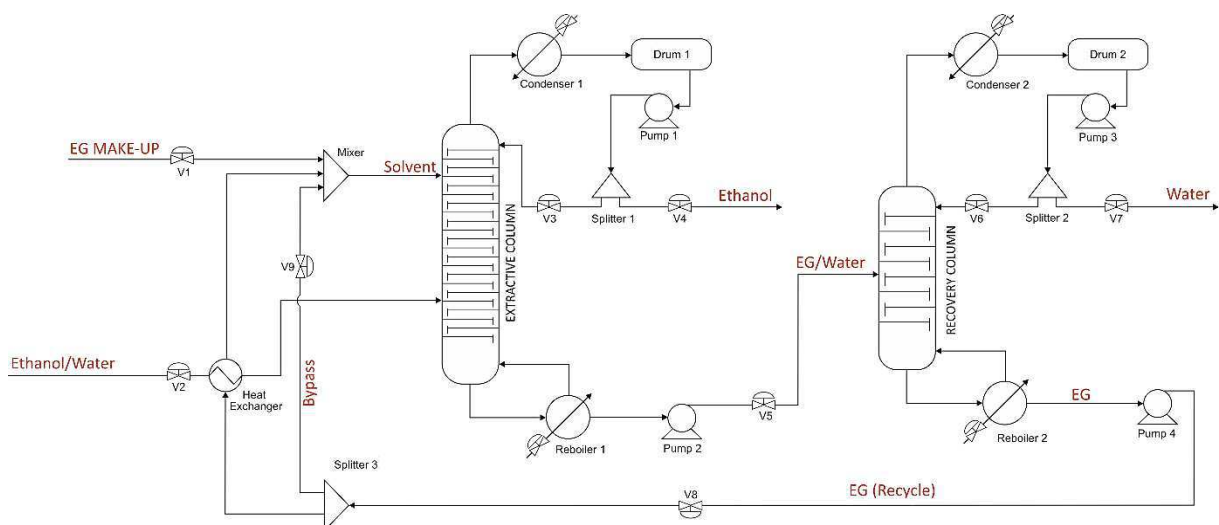 Drum 1
Drum 2
Condenser 1
Condenser 2
Pump 1
Pump 3
EG MAKE-UP
V1
Mixer
Solvent
V3
Splitter 1
V4
Ethanol
V6
Splitter 2
V7
Water
EXTRACTIVE COLUMN
RECOVERY COLUMN
V9
EG/Water
Ethanol/Water
V2
Heat
Exchanger
Bypass
Reboiler 1
Pump 2
V5
Reboiler 2
EG
Pump 4
Splitter 3
V8
EG (Recycle)